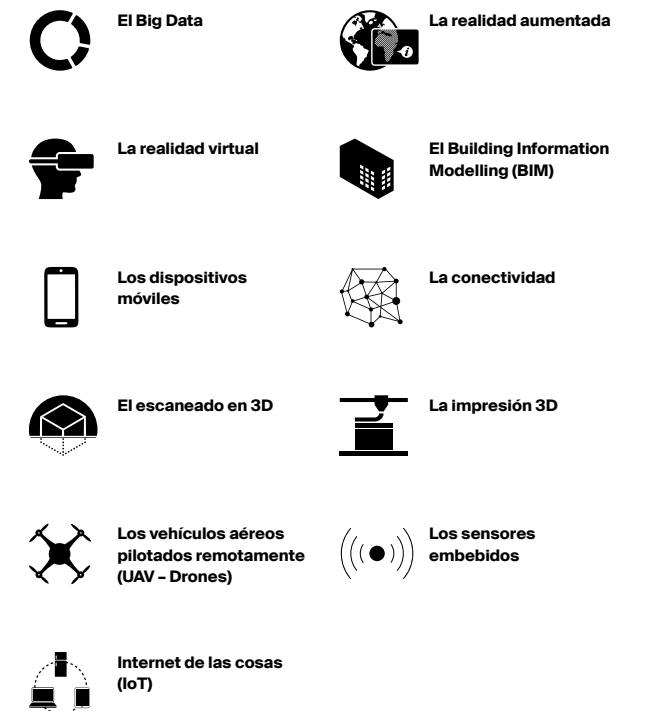 El Big Data
La realidad aumentada
La realidad virtual
El Building Information
Modelling (BIM)
Los dispositivos
móviles
La conectividad
El escaneado en 3D
La impresión 3D
Los vehículos aéreos
pilotados remotamente
(UAV – Drones)
Los sensores
embebidos
Internet de las cosas
(IoT)